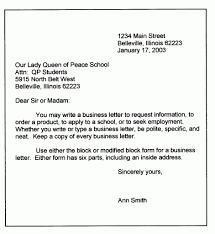 1234 Main Street
Belleville, Illinois 62223
January 17, 2003
Our Lady Queen of Peace School
Attn: QP Students
5915 North Belt West
Belleville, Illinois 62223
Dear Sir or Madam:
You may write a business letter to request information, to
order a product, to apply to a school, or to seek employment.
Whether you write or type a business letter, be polite, specific, and
neat. Keep a copy of every business letter.
Use either the block or modified block form for a business
letter. Either form has six parts, including an inside address.
Sincerely yours,
Ann Smith